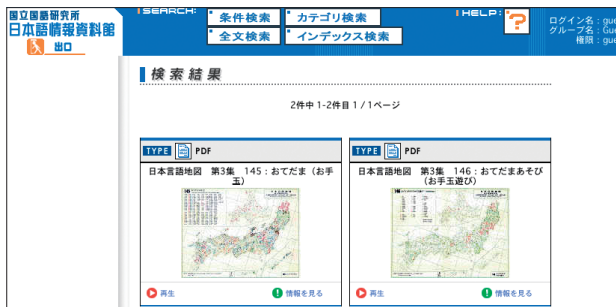 国立国語研究所
日本語情報資料館
出口
SEARCH:
条件検索
カテゴリ検索
全文検索
インデックス検索
HELP:
?
ログイン名 : gue
グループ名 : Gue
権限 : gue
検索結果
2件中 1-2件目 1 / 1ページ
TYPE PDF
日本言語地図 第3集 145 : おてだま（お手
玉）
再生
情報を見る
TYPE PDF
日本言語地図 第3集 146 : おてだまあそび
（お手玉遊び）
再生
情報を見る